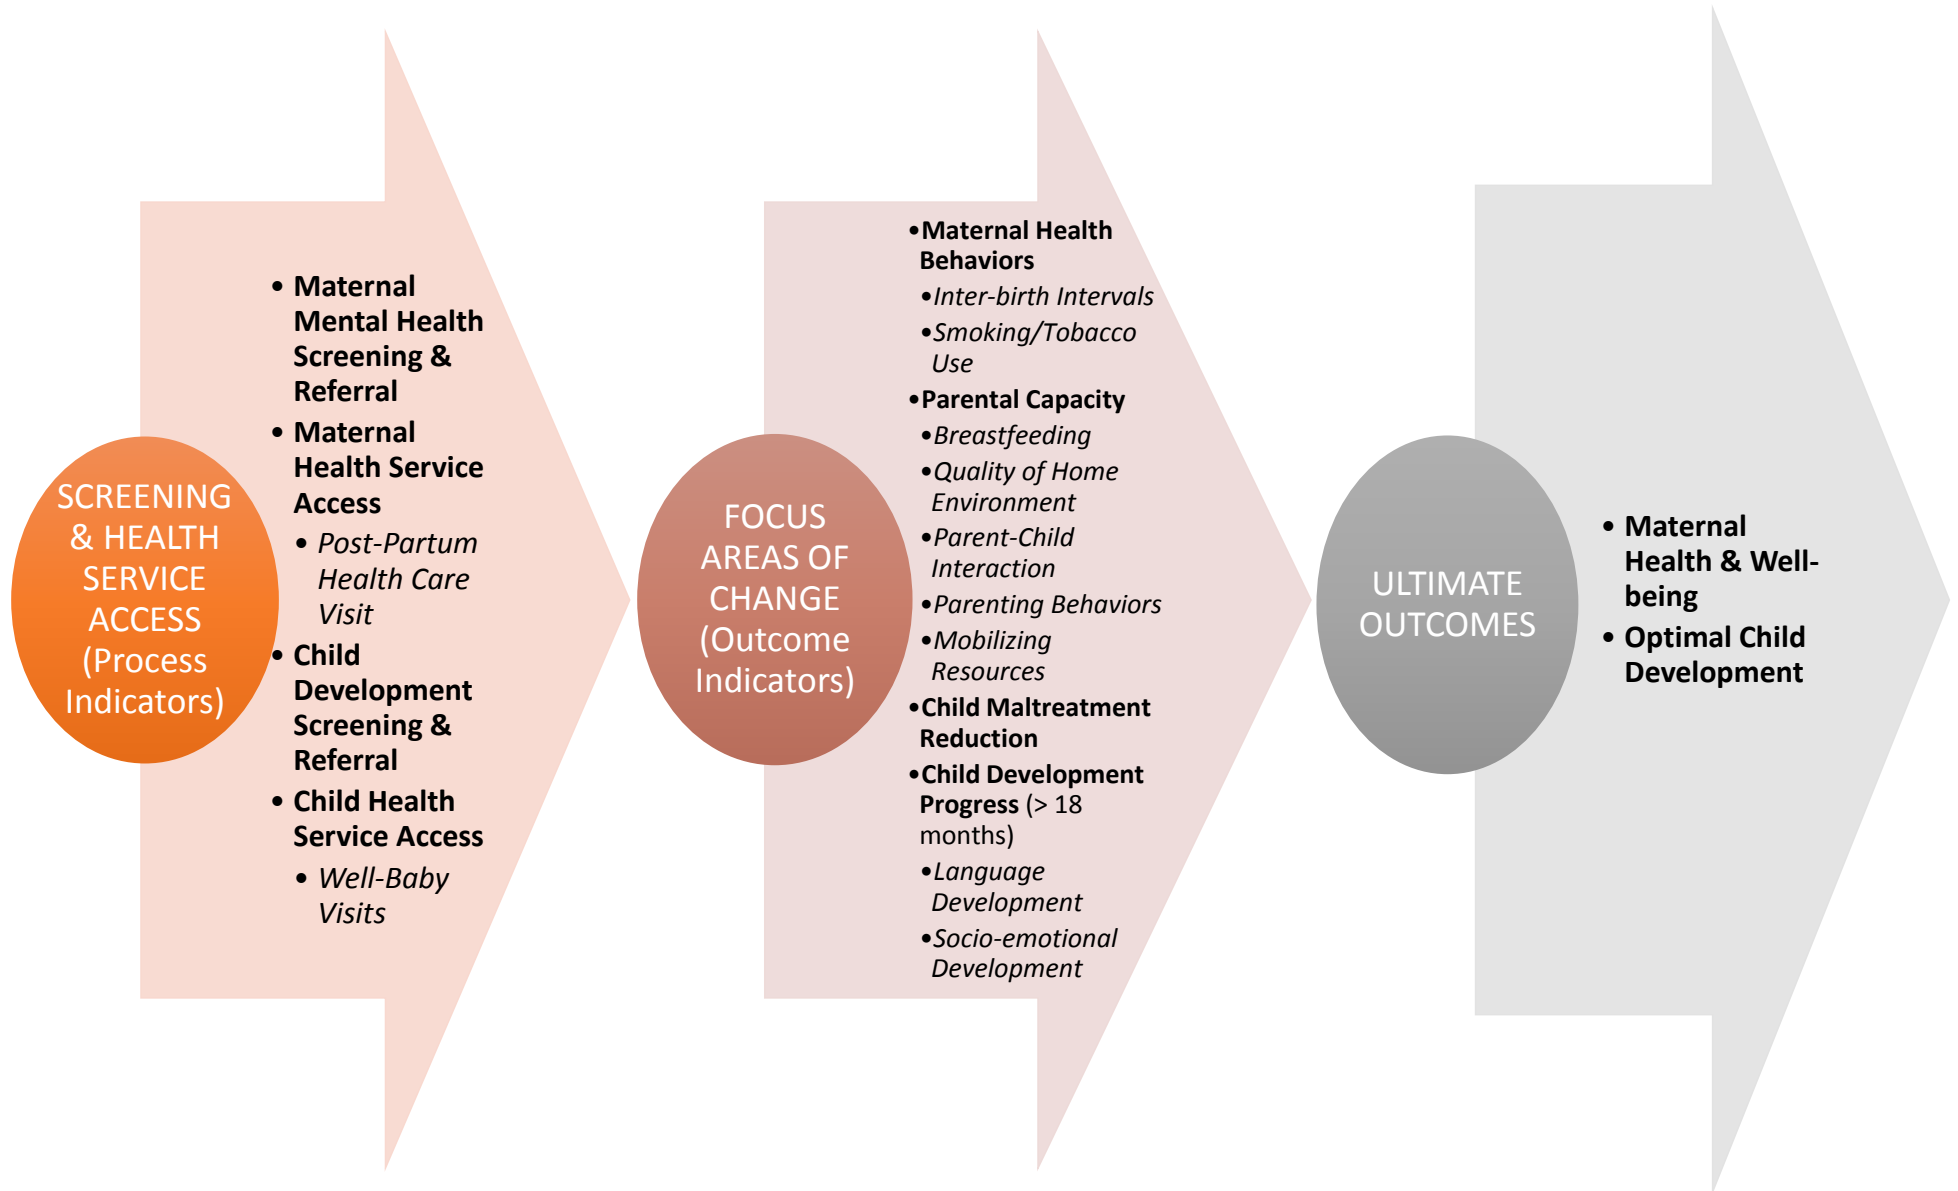 SCREENING
& HEALTH
SERVICE
ACCESS
(Process
Indicators)
• Maternal
Mental Health
Screening &
Referral
• Maternal
Health Service
Access
• Post-Partum
Health Care
Visit
• Child
Development
Screening &
Referral
• Child Health
Service Access
• Well-Baby
Visits
FOCUS
AREAS OF
CHANGE
(Outcome
Indicators)
•Maternal Health
Behaviors
•Inter-birth Intervals
•Smoking/Tobacco
Use
•Parental Capacity
•Breastfeeding
•Quality of Home
Environment
•Parent-Child
Interaction
•Parenting Behaviors
•Mobilizing
Resources
•Child Maltreatment
Reduction
•Child Development
Progress (> 18
months)
•Language
Development
•Socio-emotional
Development
ULTIMATE
OUTCOMES
• Maternal
Health & Well-
being
• Optimal Child
Development